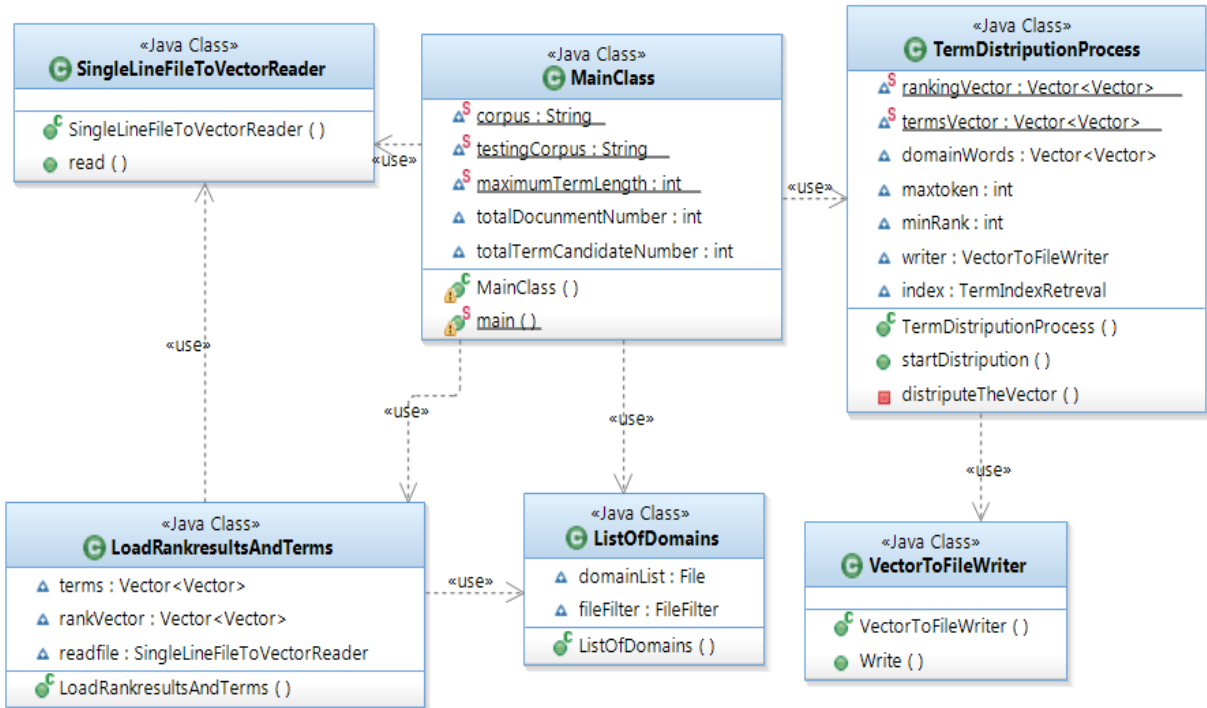 «Java Class»
SingleLineFileToVectorReader
SingleLineFileToVectorReader ( )
read ( )
«Java Class»
MainClass
corpus : String
testingCorpus : String
maximumTermLength : int
totalDocunmentNumber : int
totalTermCandidateNumber : int
MainClass ( )
main ( )
«Java Class»
TermDistriputionProcess
rankingVector : Vector<Vector>
termsVector : Vector<Vector>
domainWords : Vector<Vector>
maxtoken : int
minRank : int
writer : VectorToFileWriter
index : TermIndexRetreval
TermDistriputionProcess ( )
startDistripution ( )
distriputeTheVector ( )
«use»
«use»
«use»
«use»
«use»
«use»
«Java Class»
LoadRankresultsAndTerms
terms : Vector<Vector>
rankVector : Vector<Vector>
readfile : SingleLineFileToVectorReader
LoadRankresultsAndTerms ( )
«use»
«Java Class»
ListOfDomains
domainList : File
fileFilter : FileFilter
ListOfDomains ( )
«Java Class»
VectorToFileWriter
VectorToFileWriter ( )
Write ( )